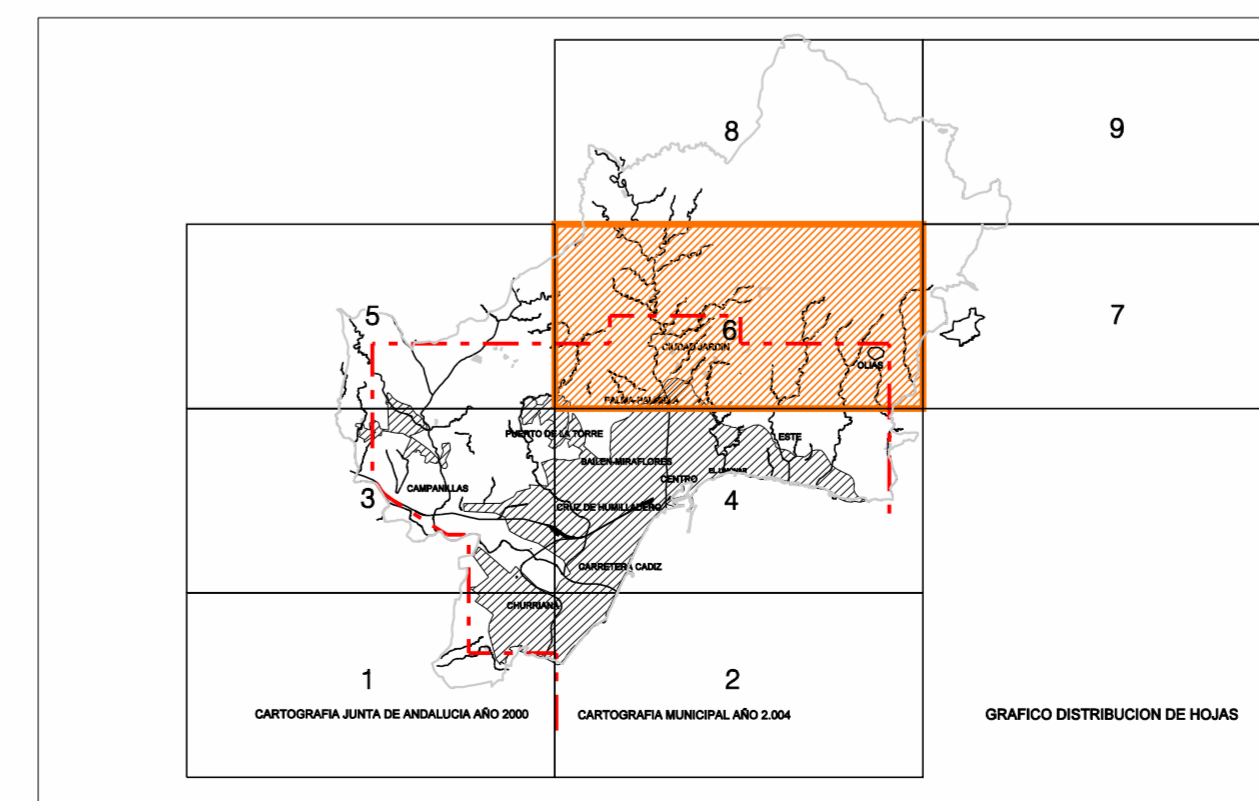 8
9
5
6
7
CIUDAD JARDIN
OLIAS
PALMA-PALMILLA
PUERTO DE LA TORRE
ESTE
BAILEN-MIRAFLORES
CENTRO
EL LIMONAR
CAMPANILLAS
3
4
CRUZ DE HUMILLADERO
CARRETERA CADIZ
CHURRIANA
1
2
CARTOGRAFIA JUNTA DE ANDALUCIA AÑO 2000
CARTOGRAFIA MUNICIPAL AÑO 2.004
GRAFICO DISTRIBUCION DE HOJAS